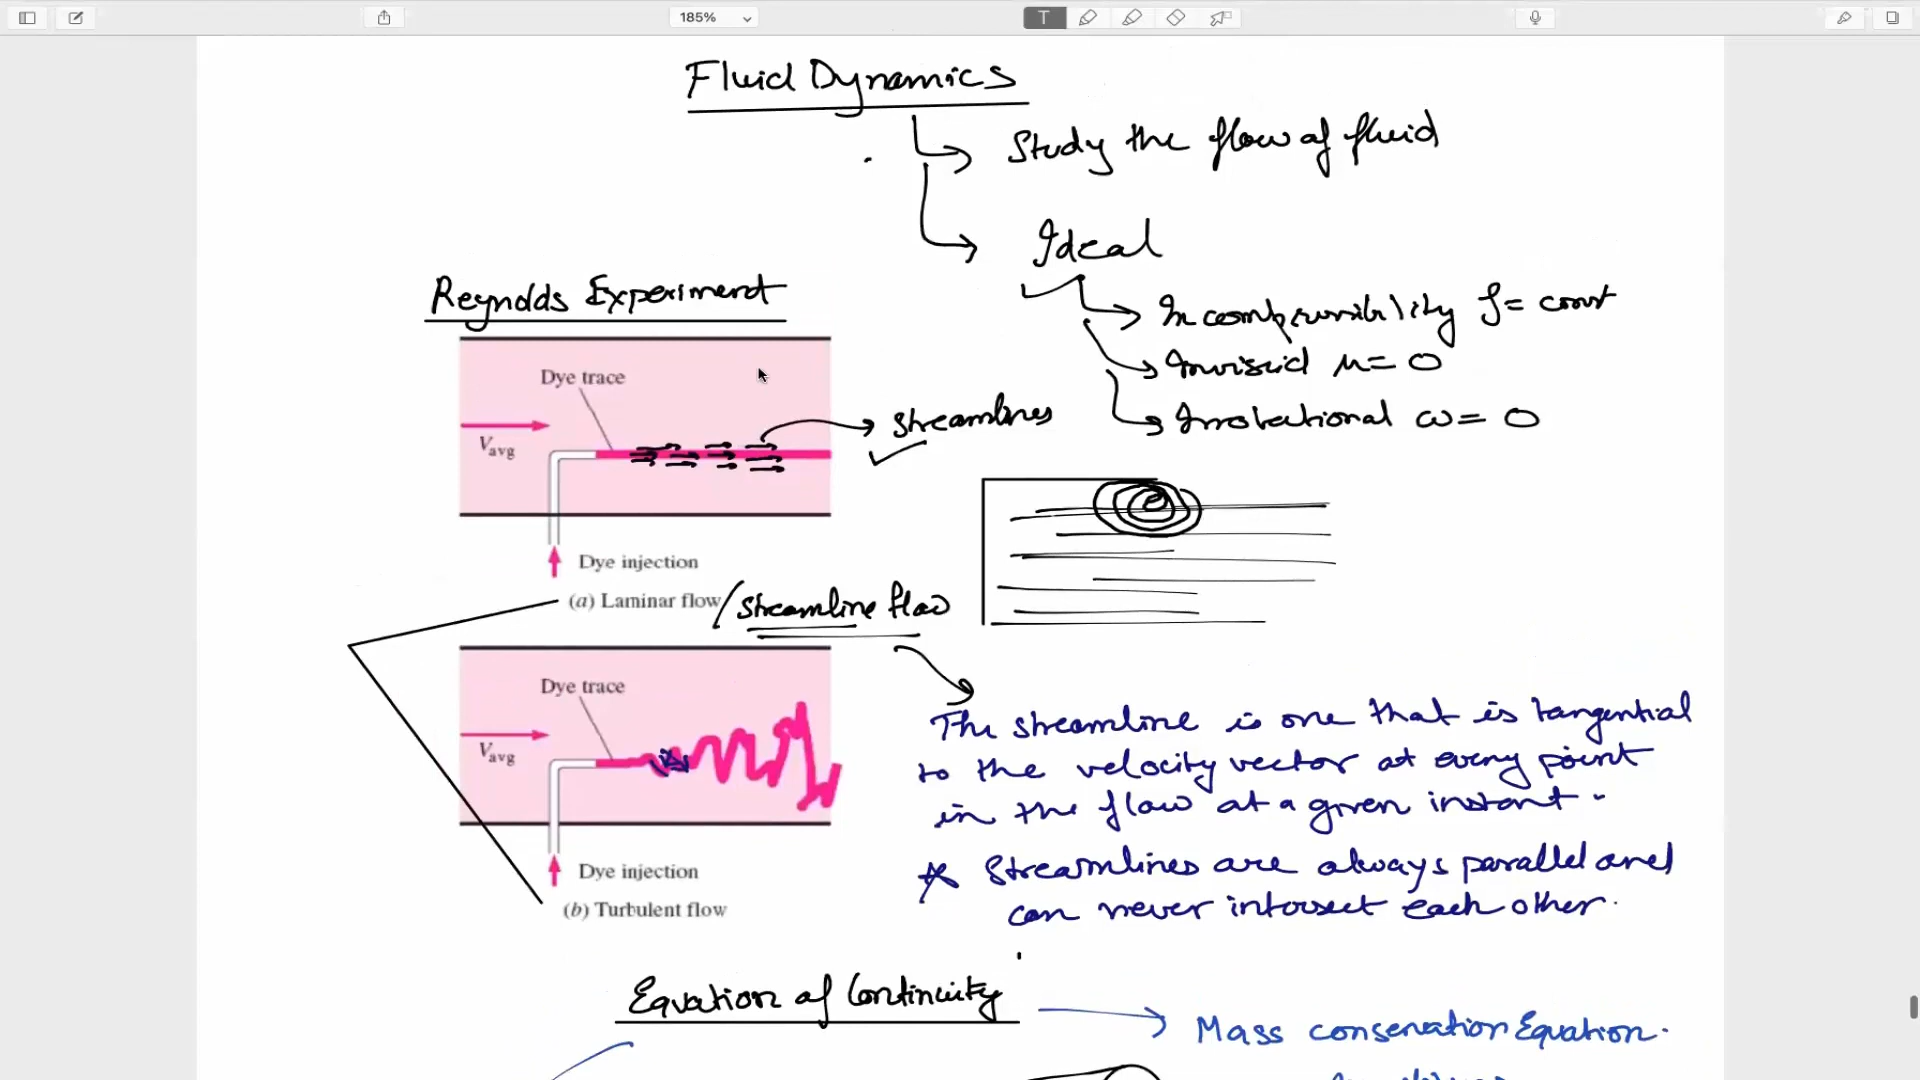 185%
T
Fluid Dynamics
Study the flow of fluid
Ideal
Reynolds Experiment
Incompressibility ρ = const
Inviscid μ = 0
Irrotational ω = 0
Dye trace
Vavg
streamlines
Dye injection
(a) Laminar flow / streamline flow
Dye trace
Vavg
Dye injection
(b) Turbulent flow
The streamline is one that is tangential
to the velocity vector at every point
in the flow at a given instant.
* Streamlines are always parallel and
can never intersect each other.
Equation of Continuity
Mass conservation Equation.